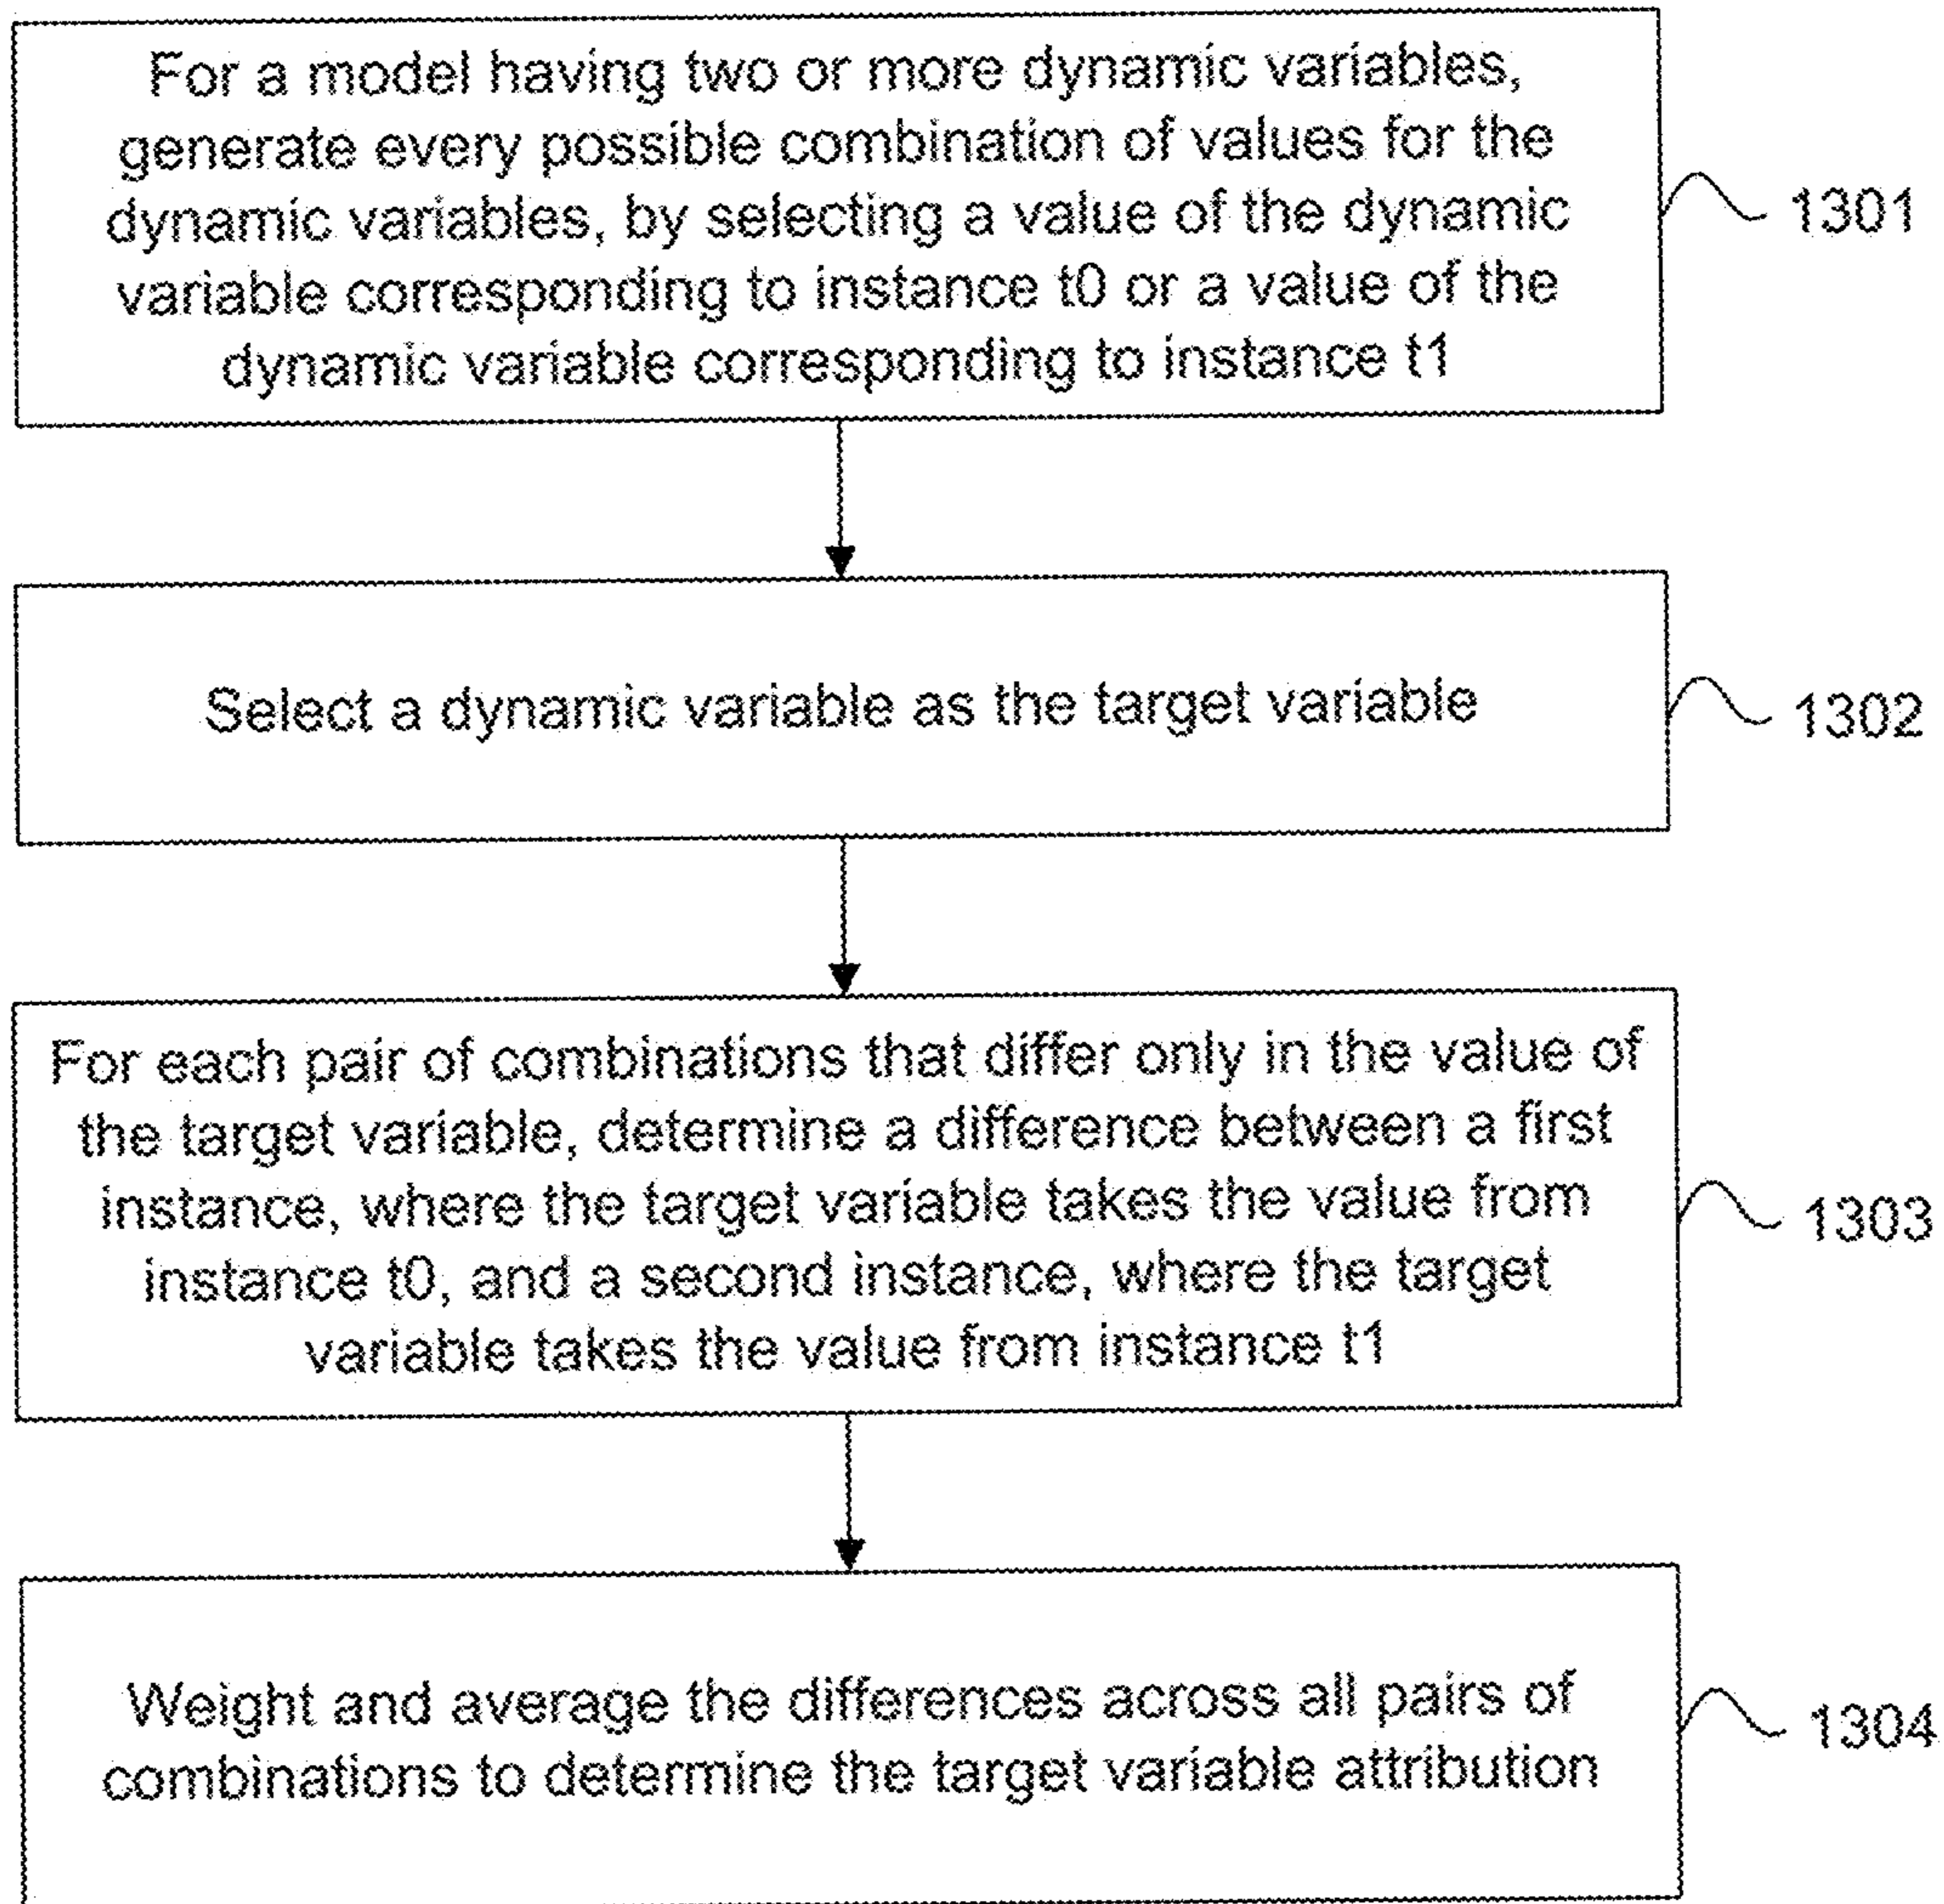 For a model having two or more dynamic variables,
generate every possible combination of values for the
dynamic variables, by selecting a value of the dynamic
variable corresponding to instance t0 or a value of the
dynamic variable corresponding to instance t1
1301
Select a dynamic variable as the target variable
1302
For each pair of combinations that differ only in the value of
the target variable, determine a difference between a first
instance, where the target variable takes the value from
instance t0, and a second instance, where the target
variable takes the value from instance t1
1303
Weight and average the differences across all pairs of
combinations to determine the target variable attribution
1304